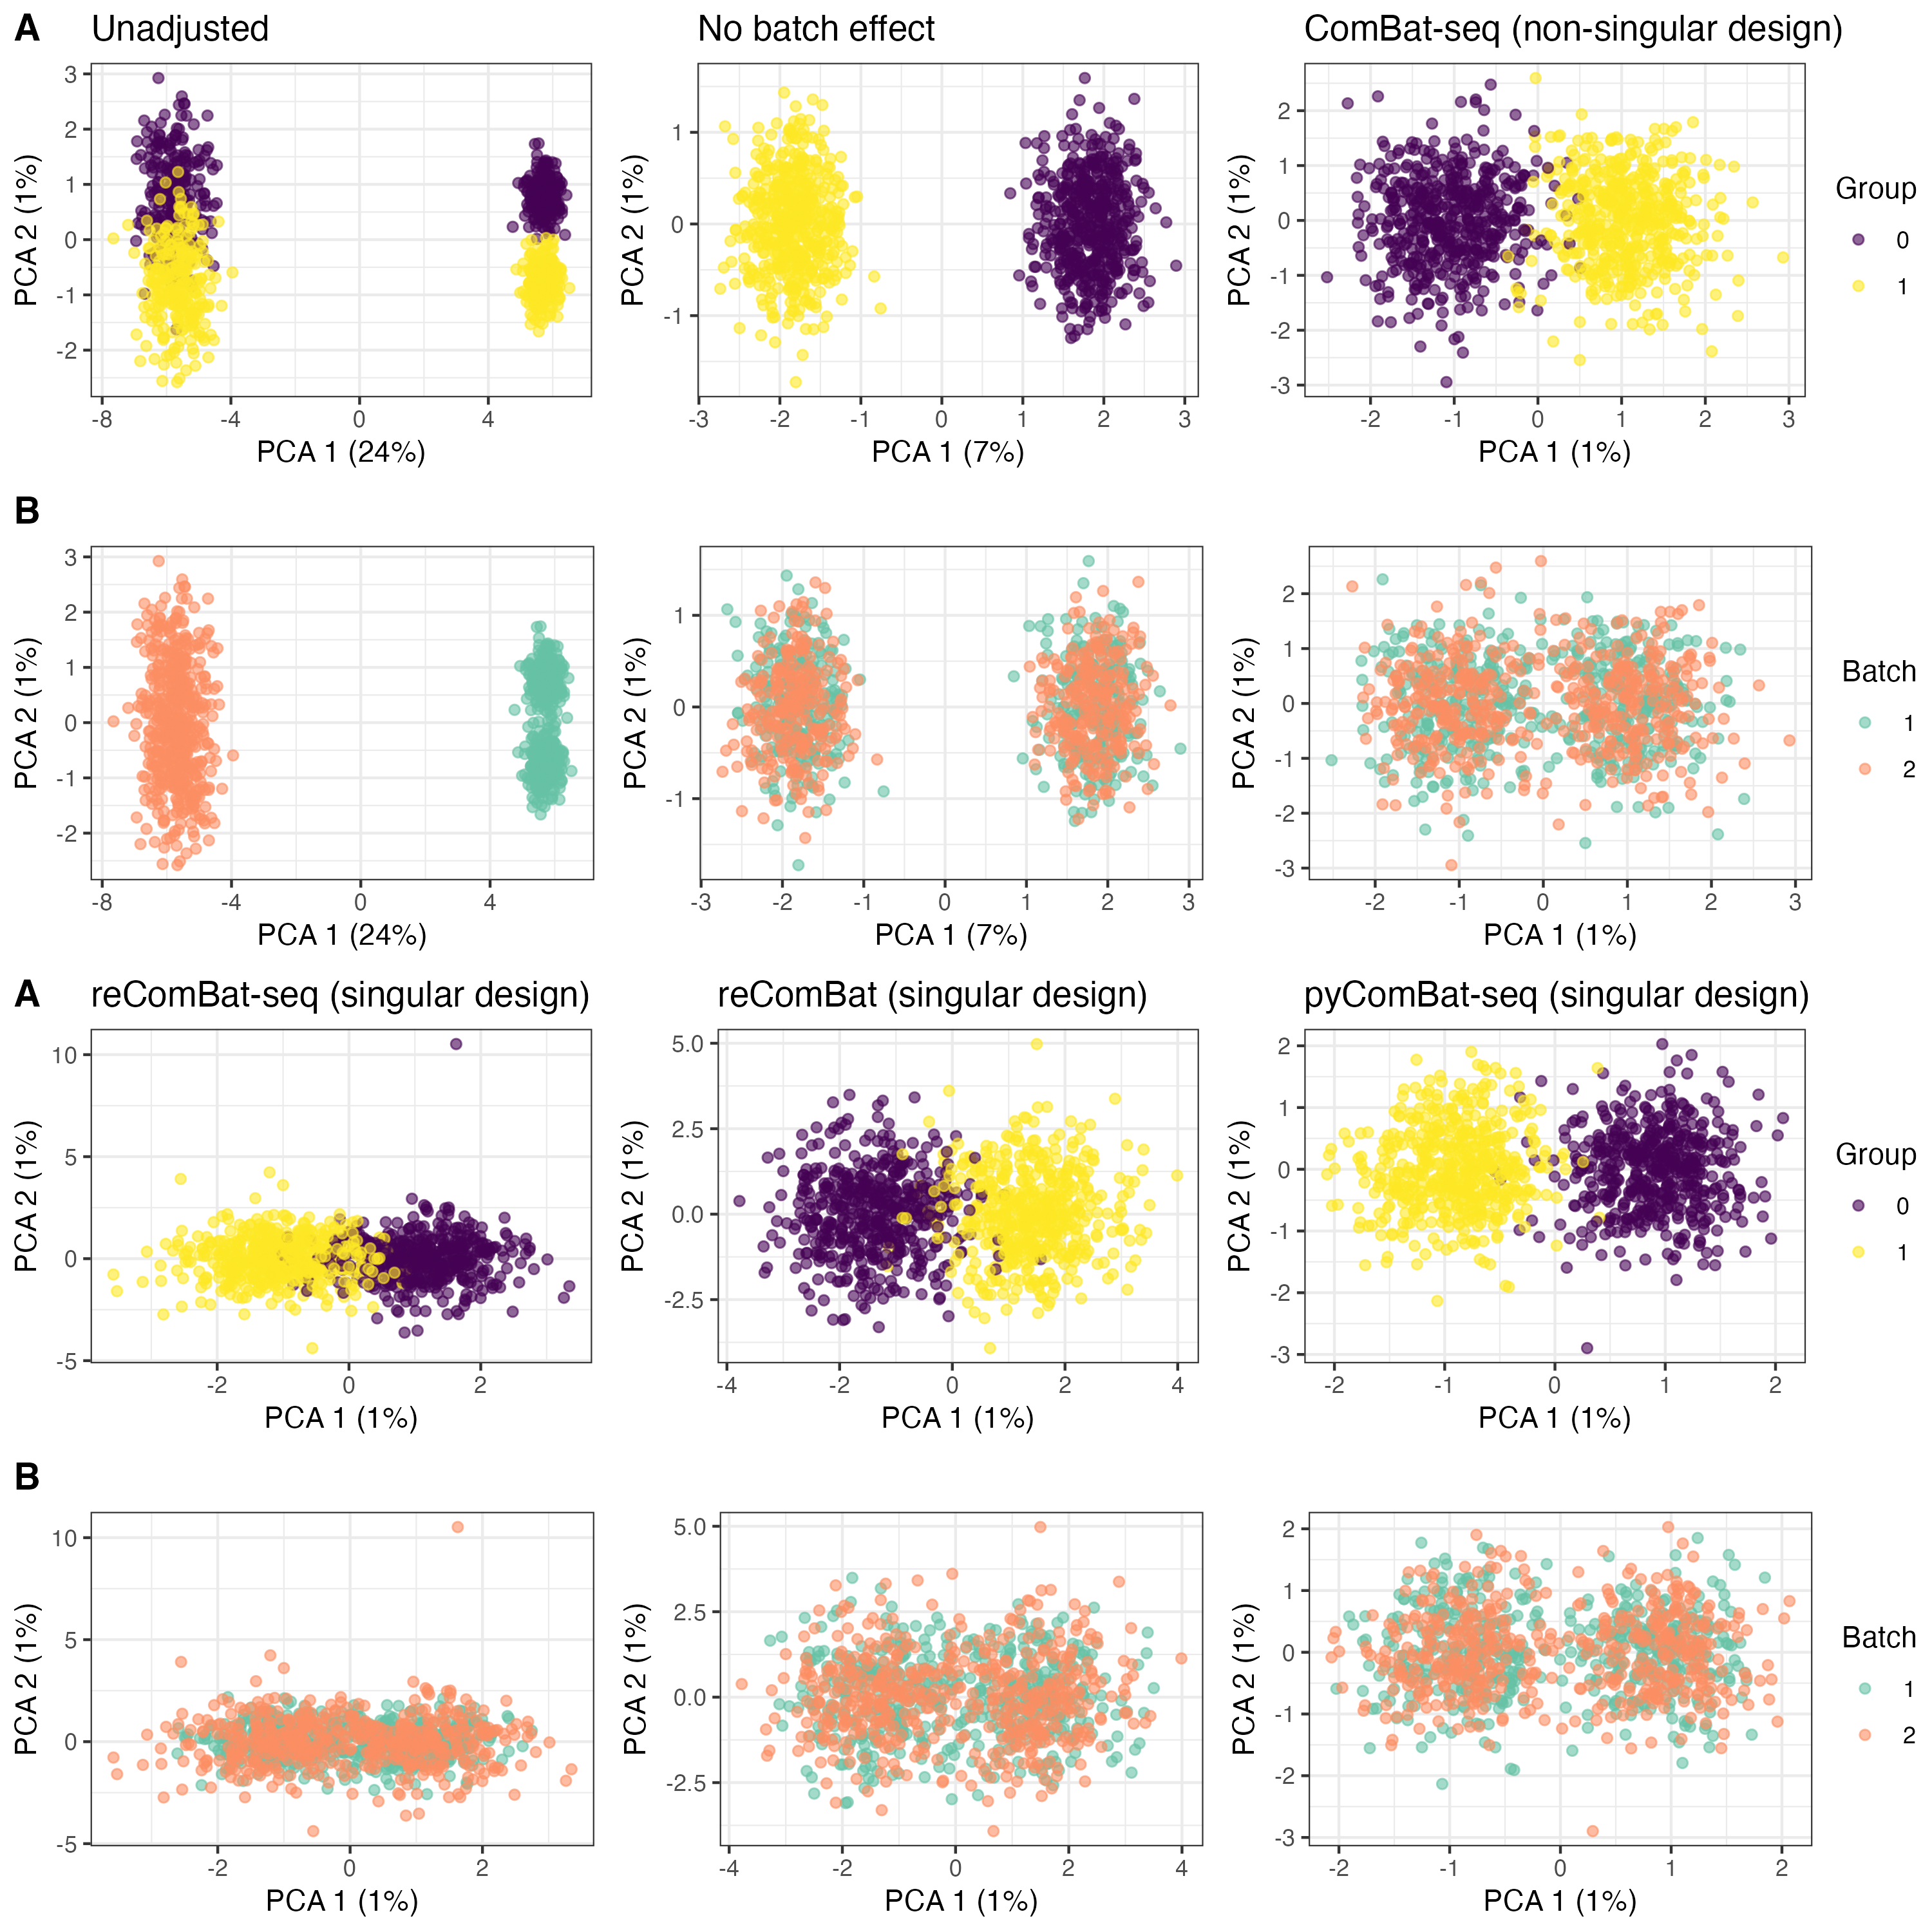 A Unadjusted No batch effect ComBat-seq (non-singular design)
3
2
1
0
-1
-2
PCA 2 (1%)
-8 -4 0 4
PCA 1 (24%)
1
0
-1
PCA 2 (1%)
-3 -2 -1 0 1 2 3
PCA 1 (7%)
2
1
0
-1
-2
-3
PCA 2 (1%)
-2 -1 0 1 2 3
PCA 1 (1%)
Group
0
1
B
3
2
1
0
-1
-2
PCA 2 (1%)
-8 -4 0 4
PCA 1 (24%)
1
0
-1
PCA 2 (1%)
-3 -2 -1 0 1 2 3
PCA 1 (7%)
2
1
0
-1
-2
-3
PCA 2 (1%)
-2 -1 0 1 2 3
PCA 1 (1%)
Batch
1
2
A reComBat-seq (singular design) reComBat (singular design) pyComBat-seq (singular design)
10
5
0
-5
PCA 2 (1%)
-2 0 2
PCA 1 (1%)
5.0
2.5
0.0
-2.5
PCA 2 (1%)
-4 -2 0 2 4
PCA 1 (1%)
2
1
0
-1
-2
-3
PCA 2 (1%)
-2 -1 0 1 2
PCA 1 (1%)
Group
0
1
B
10
5
0
-5
PCA 2 (1%)
-2 0 2
PCA 1 (1%)
5.0
2.5
0.0
-2.5
PCA 2 (1%)
-4 -2 0 2 4
PCA 1 (1%)
2
1
0
-1
-2
-3
PCA 2 (1%)
-2 -1 0 1 2
PCA 1 (1%)
Batch
1
2